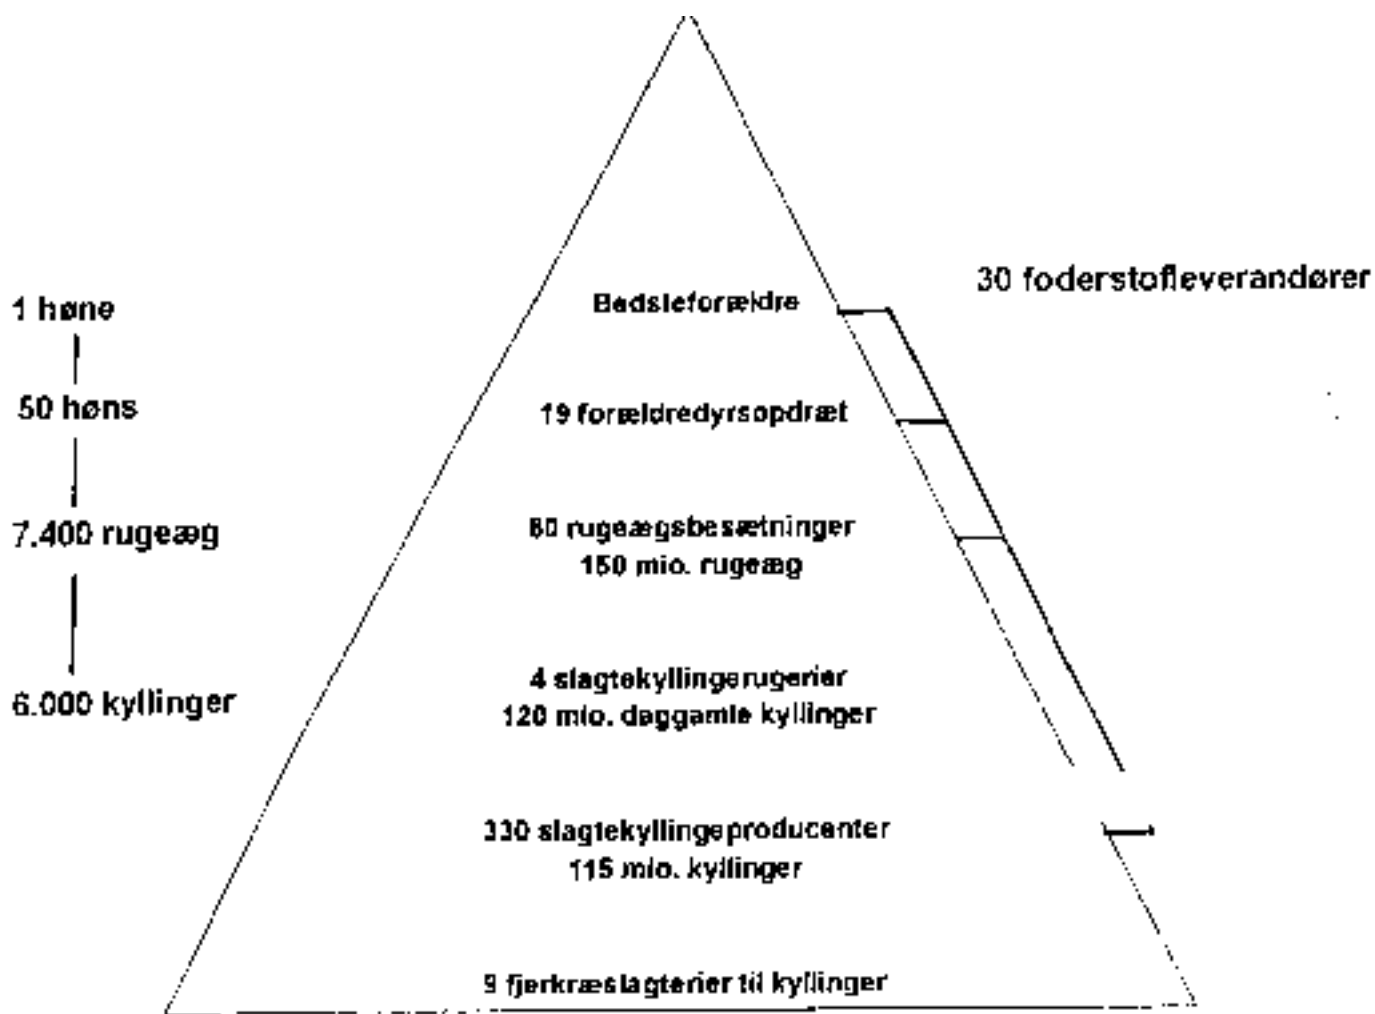 30 foderstofleverandører
1 høne
Bedsteforældre
50 høns
19 forældredyrsopdræt
7.400 rugeæg
80 rugeægsbesætninger
150 mio. rugeæg
6.000 kyllinger
4 slagtekyllingerugerier
120 mio. daggamle kyllinger
330 slagtekyllingeproducenter
115 mio. kyllinger
9 fjerkræslagterier til kyllinger